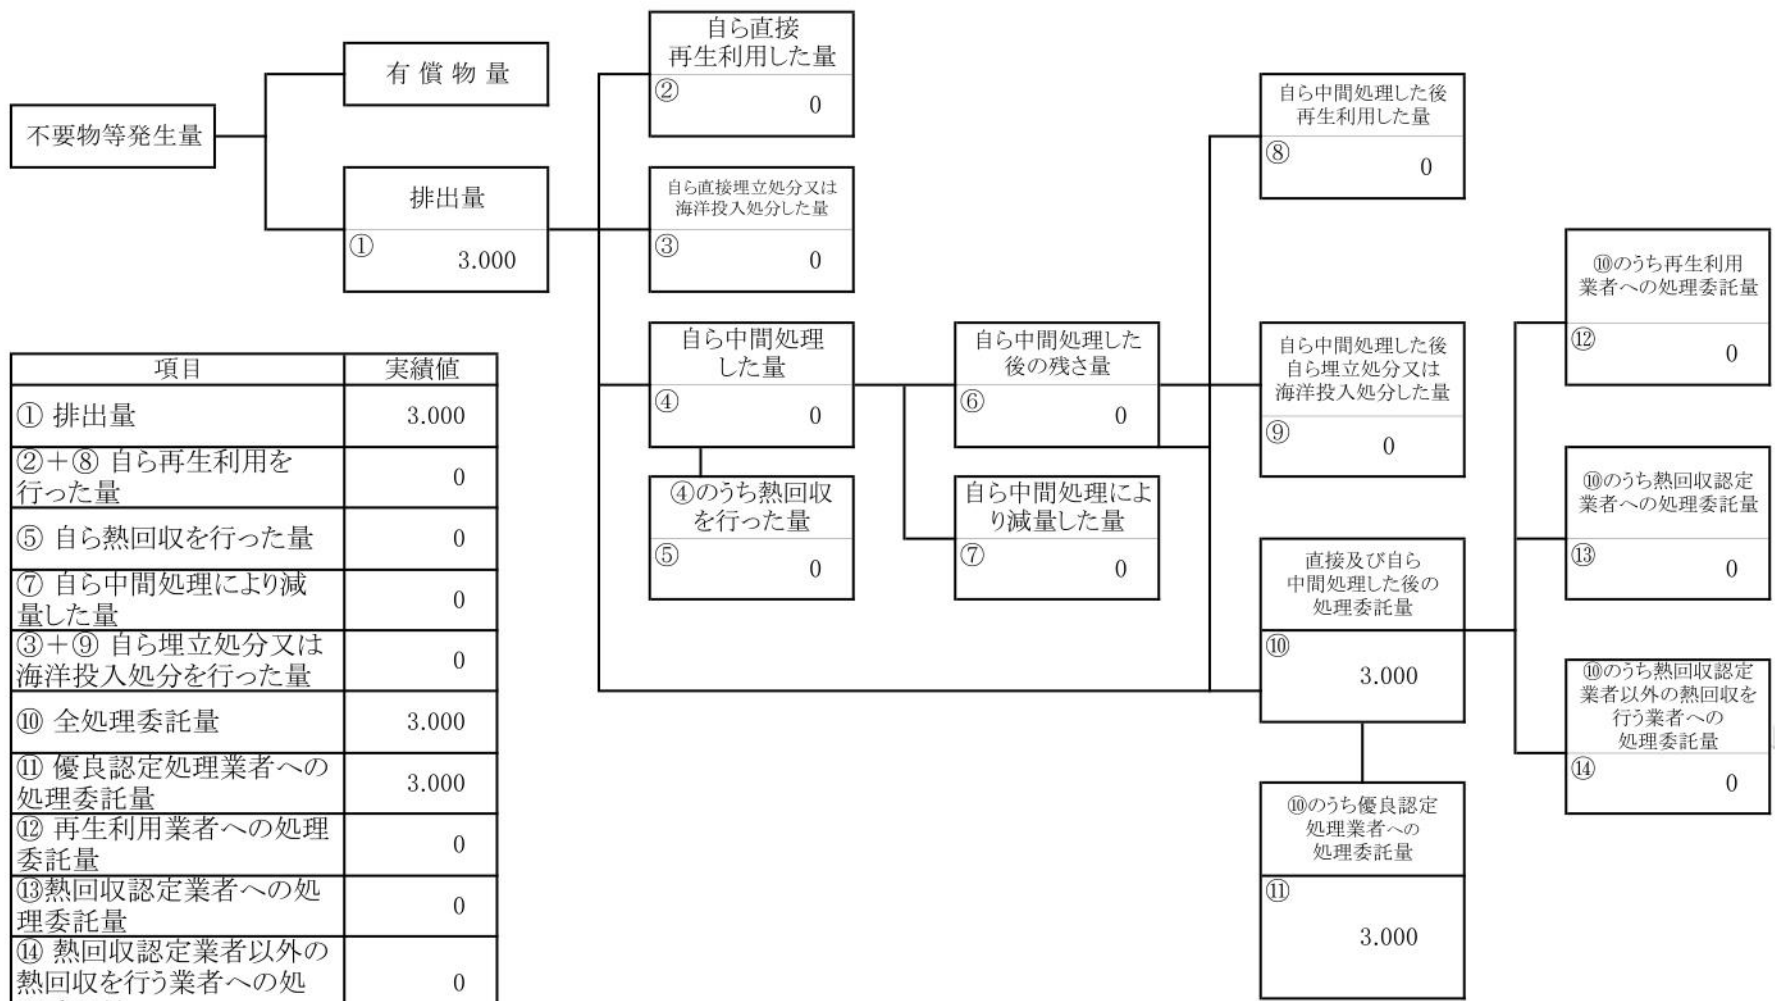 不要物等発生量
有 償 物 量
排出量
①
3.000
自ら直接
再生利用した量
②
0
自ら直接埋立処分又は
海洋投入処分した量
③
0
自ら中間処理
した量
④
0
④のうち熱回収
を行った量
⑤
0
自ら中間処理した
後の残さ量
⑥
0
自ら中間処理によ
り減量した量
⑦
0
自ら中間処理した後
再生利用した量
⑧
0
自ら中間処理した後
自ら埋立処分又は
海洋投入処分した量
⑨
0
直接及び自ら
中間処理した後の
処理委託量
⑩
3.000
⑩のうち優良認定
処理業者への
処理委託量
⑪
3.000
⑩のうち再生利用
業者への処理委託量
⑫
0
⑩のうち熱回収認定
業者への処理委託量
⑬
0
⑩のうち熱回収認定
業者以外の熱回収を
行う業者への
処理委託量
⑭
0
項目 実績値
① 排出量 3.000
②＋⑧ 自ら再生利用を
行った量 0
⑤ 自ら熱回収を行った量 0
⑦ 自ら中間処理により減
量した量 0
③＋⑨ 自ら埋立処分又は
海洋投入処分を行った量 0
⑩ 全処理委託量 3.000
⑪ 優良認定処理業者への
処理委託量 3.000
⑫ 再生利用業者への処理
委託量 0
⑬熱回収認定業者への処
理委託量 0
⑭ 熱回収認定業者以外の
熱回収を行う業者への処 0